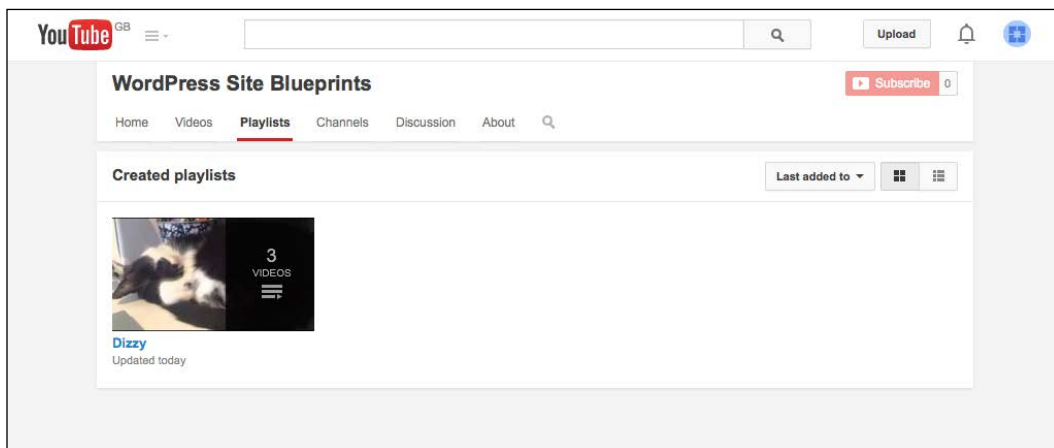 YouTube GB Upload
WordPress Site Blueprints Subscribe 0
Home Videos Playlists Channels Discussion About
Created playlists Last added to
3
VIDEOS
Dizzy
Updated today